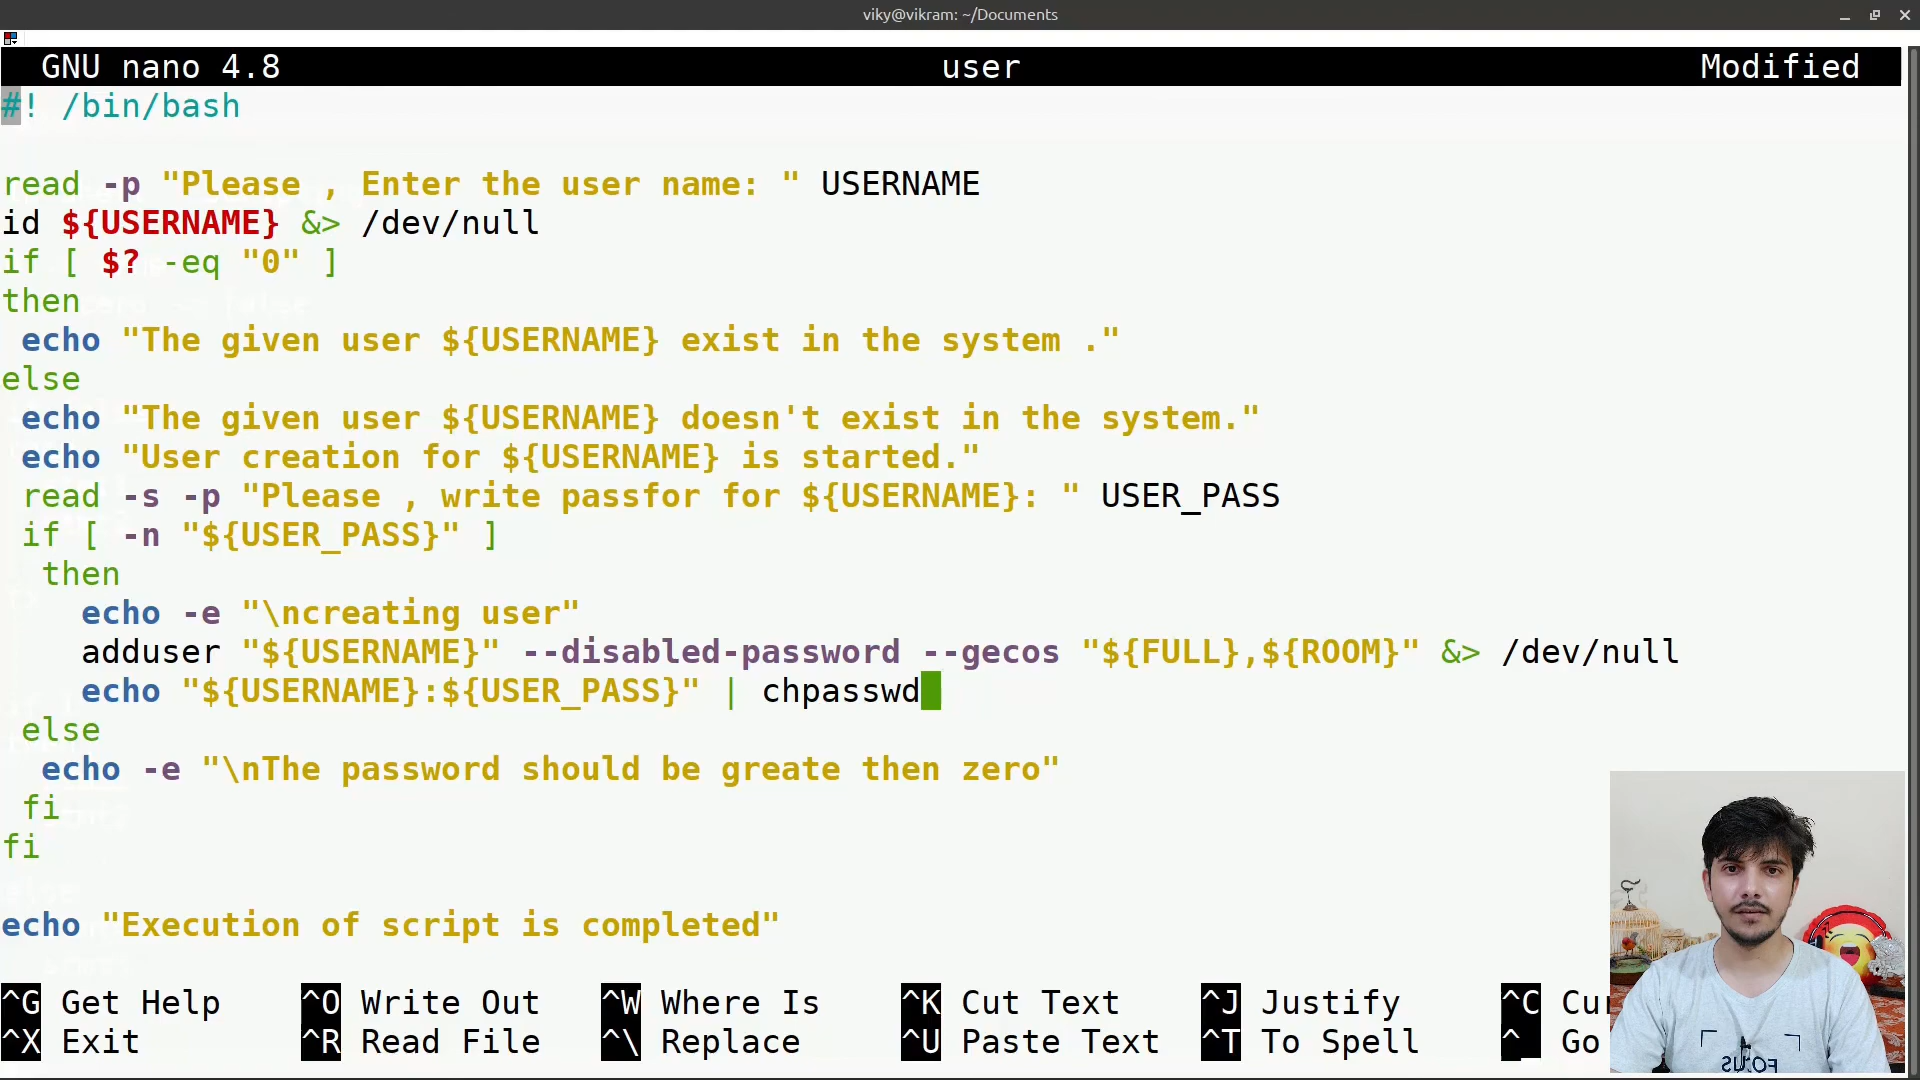 viky@vikram: ~/Documents
GNU nano 4.8 user Modified
#! /bin/bash
read -p "Please , Enter the user name: " USERNAME
id ${USERNAME} &> /dev/null
if [ $? -eq "0" ]
then
echo "The given user ${USERNAME} exist in the system ."
else
echo "The given user ${USERNAME} doesn't exist in the system."
echo "User creation for ${USERNAME} is started."
read -s -p "Please , write passfor for ${USERNAME}: " USER_PASS
if [ -n "${USER_PASS}" ]
then
echo -e "\ncreating user"
adduser "${USERNAME}" --disabled-password --gecos "${FULL},${ROOM}" &> /dev/null
echo "${USERNAME}:${USER_PASS}" | chpasswd
else
echo -e "\nThe password should be greate then zero"
fi
fi
echo "Execution of script is completed"
^G Get Help ^O Write Out ^W Where Is ^K Cut Text ^J Justify ^C Cur
^X Exit ^R Read File ^\ Replace ^U Paste Text ^T To Spell ^_ Go